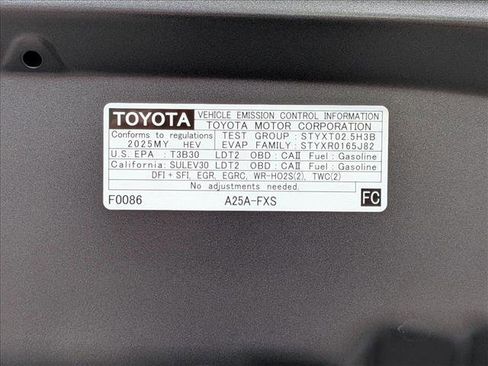 TOYOTA VEHICLE EMISSION CONTROL INFORMATION
TOYOTA MOTOR CORPORATION
Conforms to regulations TEST GROUP : STYXT02.5H3B
2025MY HEV EVAP FAMILY : STYXR0165J82
U.S. EPA : T3B30 LDT2 OBD : CAII Fuel : Gasoline
California: SULEV30 LDT2 OBD : CAII Fuel : Gasoline
DFI + SFI, EGR, EGRC, WR-HO2S(2), TWC(2)
No adjustments needed.
F0086 A25A-FXS FC